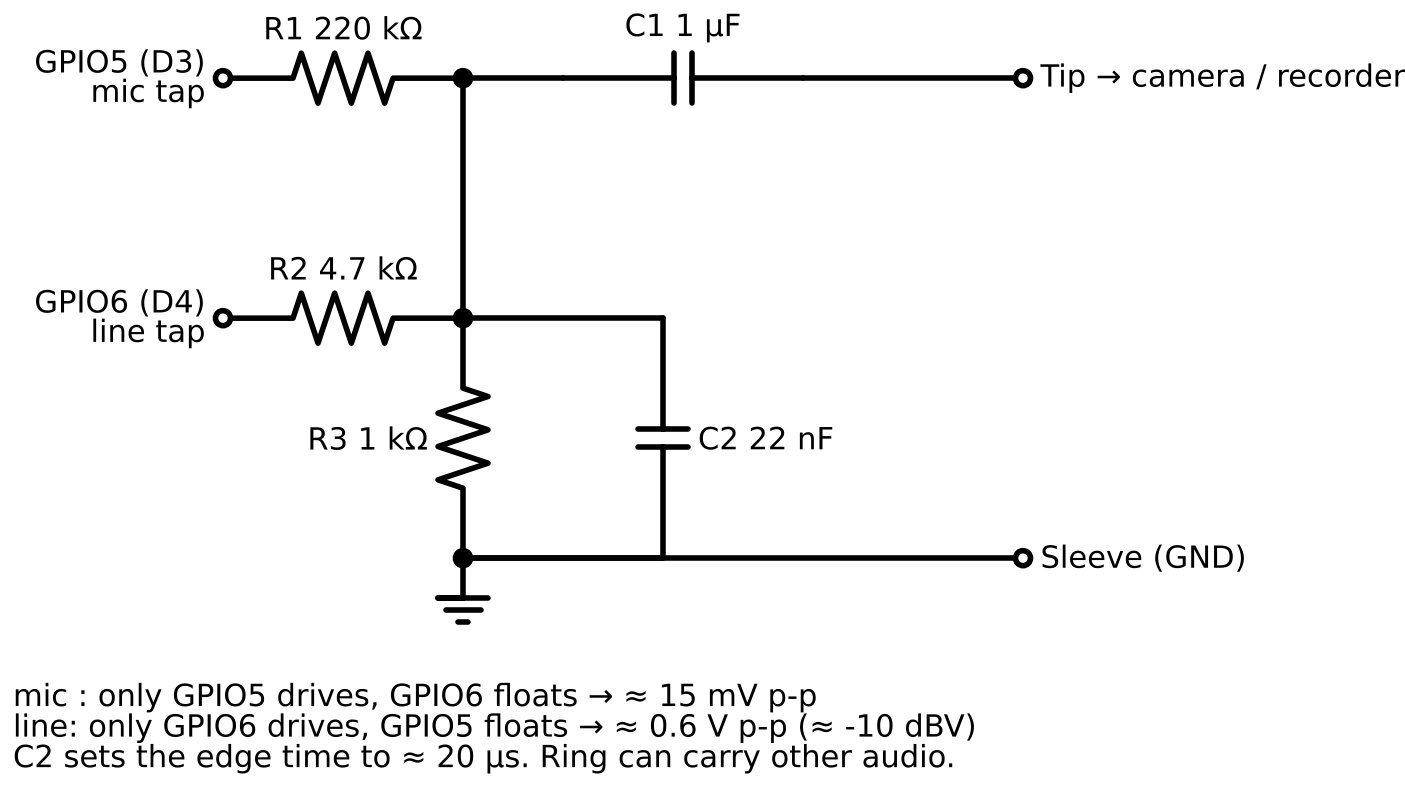 R1 220 kΩ
C1 1 µF
GPIO5 (D3)
mic tap
Tip → camera / recorder
R2 4.7 kΩ
GPIO6 (D4)
line tap
R3 1 kΩ
C2 22 nF
Sleeve (GND)
mic : only GPIO5 drives, GPIO6 floats → ≈ 15 mV p-p
line: only GPIO6 drives, GPIO5 floats → ≈ 0.6 V p-p (≈ -10 dBV)
C2 sets the edge time to ≈ 20 µs. Ring can carry other audio.